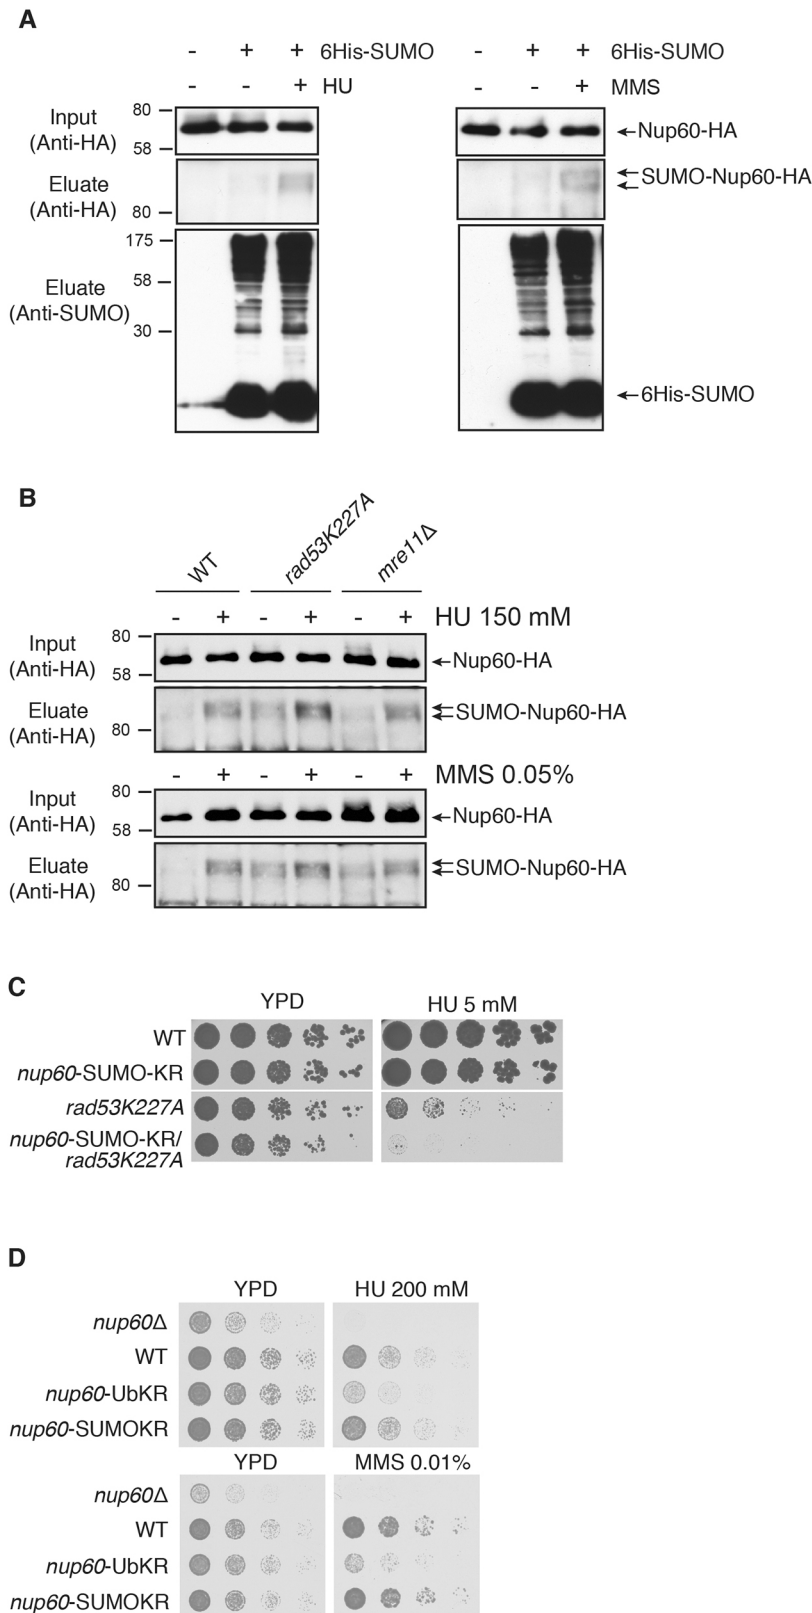 A
- + + 6His-SUMO - + + 6His-SUMO
- - + HU - - + MMS
Input
(Anti-HA)
80
58
Nup60-HA
Eluate
(Anti-HA)
80
SUMO-Nup60-HA
Eluate
(Anti-SUMO)
175
58
30
6His-SUMO
B
WT rad53K227A mre11Δ
- + - + - + HU 150 mM
Input
(Anti-HA)
80
58
Nup60-HA
Eluate
(Anti-HA)
80
SUMO-Nup60-HA
- + - + - + MMS 0.05%
Input
(Anti-HA)
80
58
Nup60-HA
Eluate
(Anti-HA)
80
SUMO-Nup60-HA
C
YPD HU 5 mM
WT
nup60-SUMO-KR
rad53K227A
nup60-SUMO-KR/
rad53K227A
D
YPD HU 200 mM
nup60Δ
WT
nup60-UbKR
nup60-SUMOKR
YPD MMS 0.01%
nup60Δ
WT
nup60-UbKR
nup60-SUMOKR